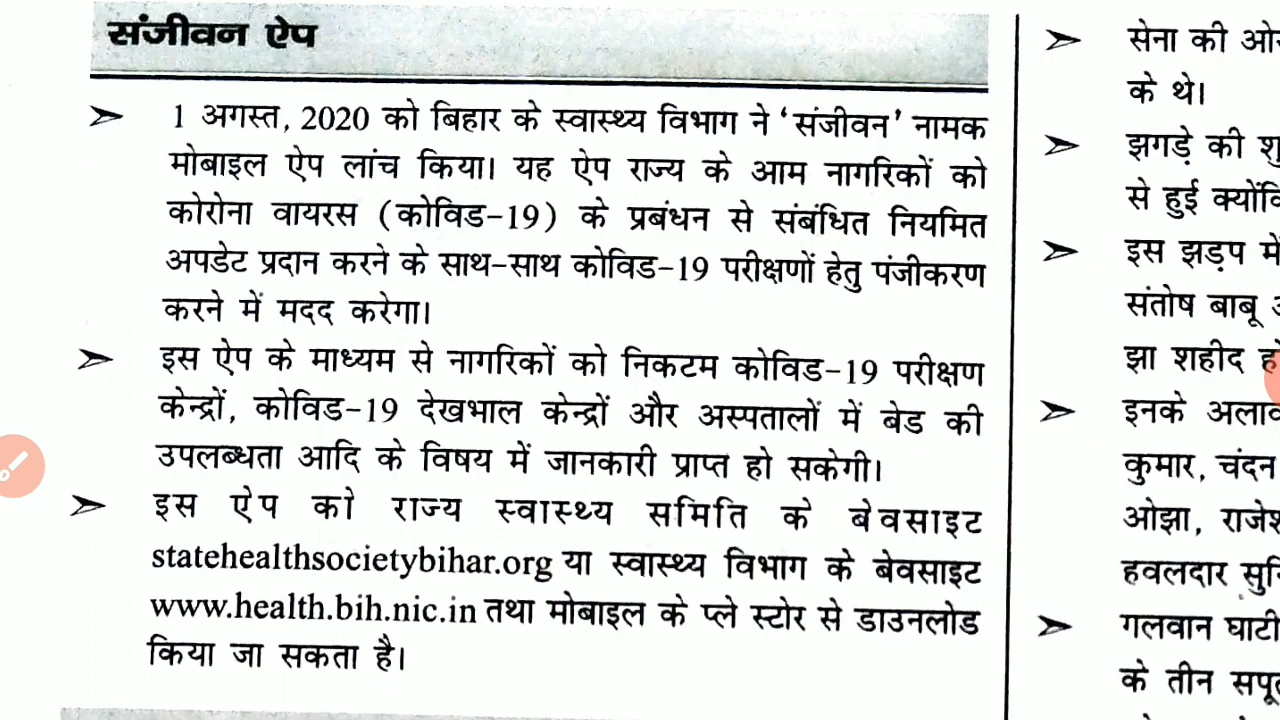 संजीवन ऐप
➢ 1 अगस्त, 2020 को बिहार के स्वास्थ्य विभाग ने ‘संजीवन’ नामक
मोबाइल ऐप लांच किया। यह ऐप राज्य के आम नागरिकों को
कोरोना वायरस (कोविड-19) के प्रबंधन से संबंधित नियमित
अपडेट प्रदान करने के साथ-साथ कोविड-19 परीक्षणों हेतु पंजीकरण
करने में मदद करेगा।
➢ इस ऐप के माध्यम से नागरिकों को निकटम कोविड-19 परीक्षण
केन्द्रों, कोविड-19 देखभाल केन्द्रों और अस्पतालों में बेड की
उपलब्धता आदि के विषय में जानकारी प्राप्त हो सकेगी।
➢ इस ऐप को राज्य स्वास्थ्य समिति के बेवसाइट
statehealthsocietybihar.org या स्वास्थ्य विभाग के बेवसाइट
www.health.bih.nic.in तथा मोबाइल के प्ले स्टोर से डाउनलोड
किया जा सकता है।
➢ सेना की
के थे।
➢ झगड़े की
से हुई
➢ इस झड़प में
संतोष बाबू
झा शहीद
➢ इनके
कुमार, चंदन
ओझा,
हवलदार
➢ गलवान घाटी
के तीन